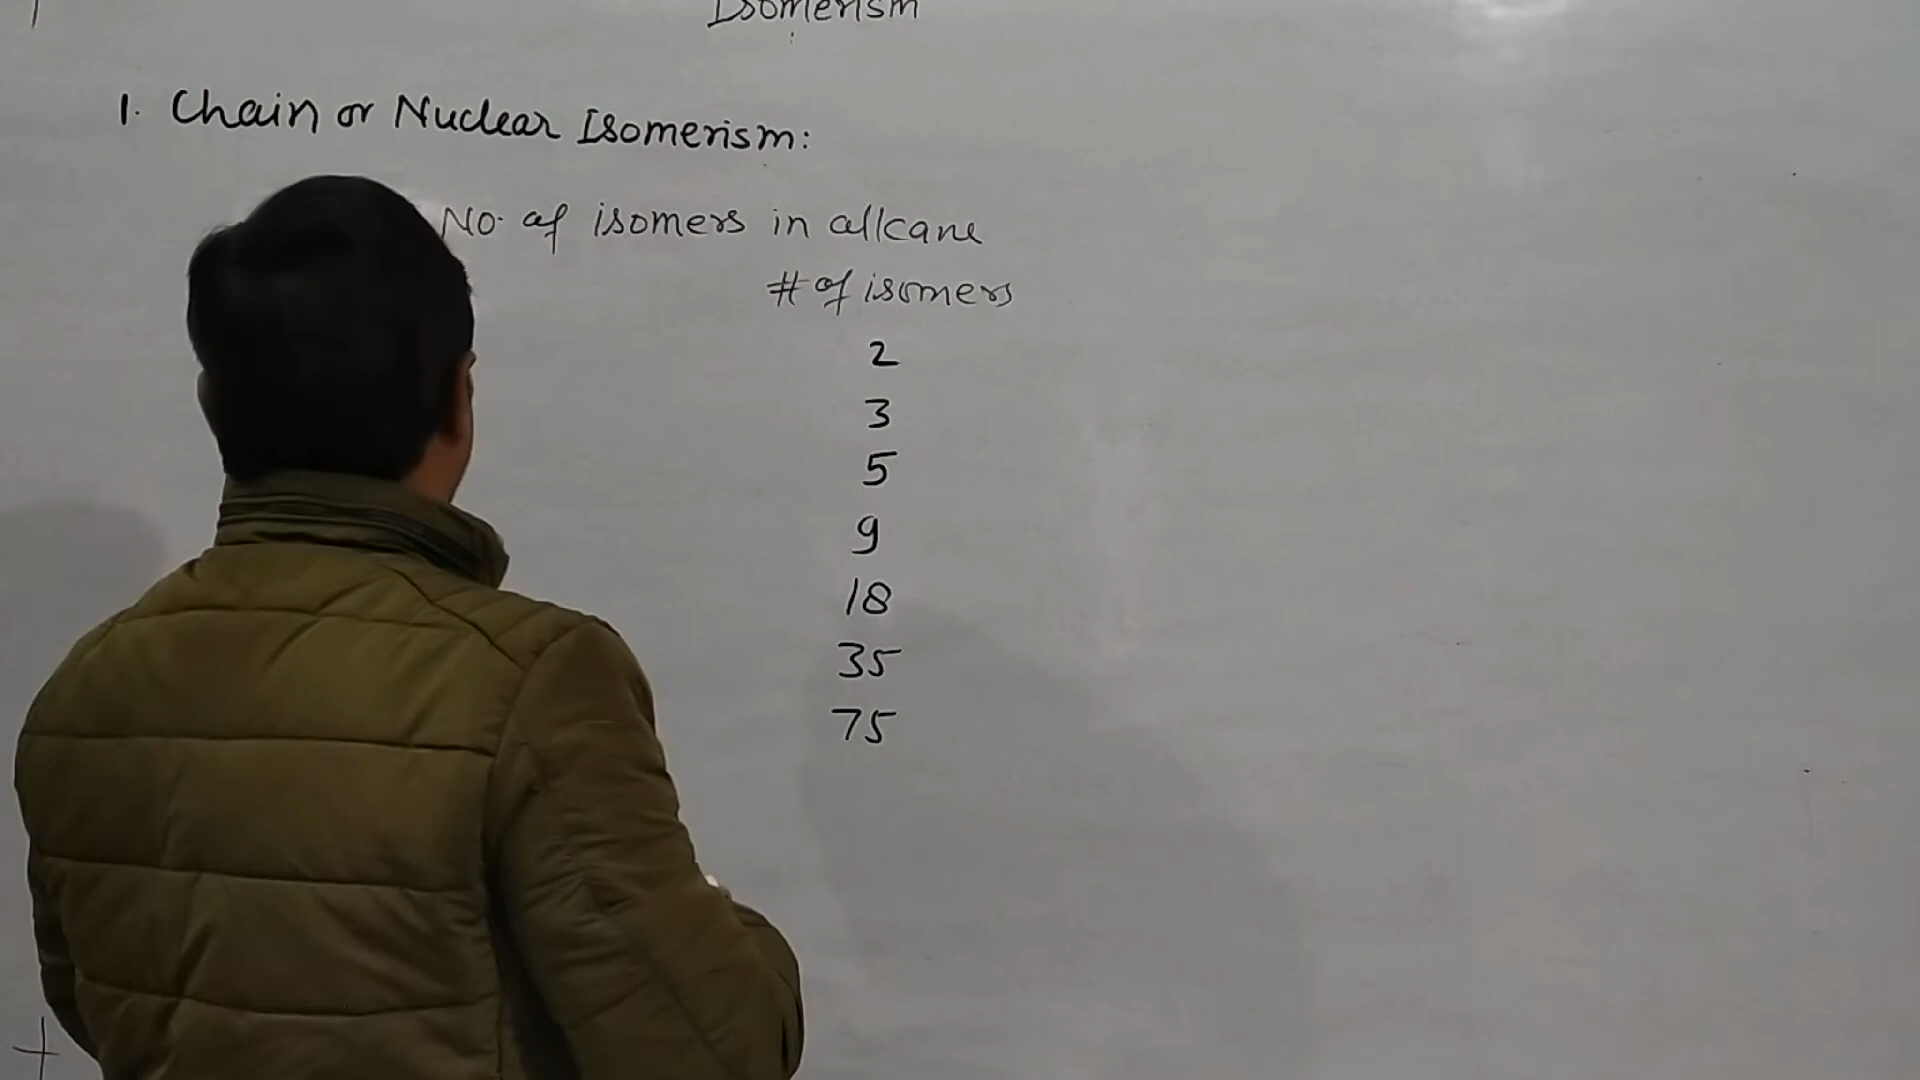 Isomerism
1. Chain or Nuclear Isomerism:
No. of isomers in alkane
# of isomers
2
3
5
9
18
35
75